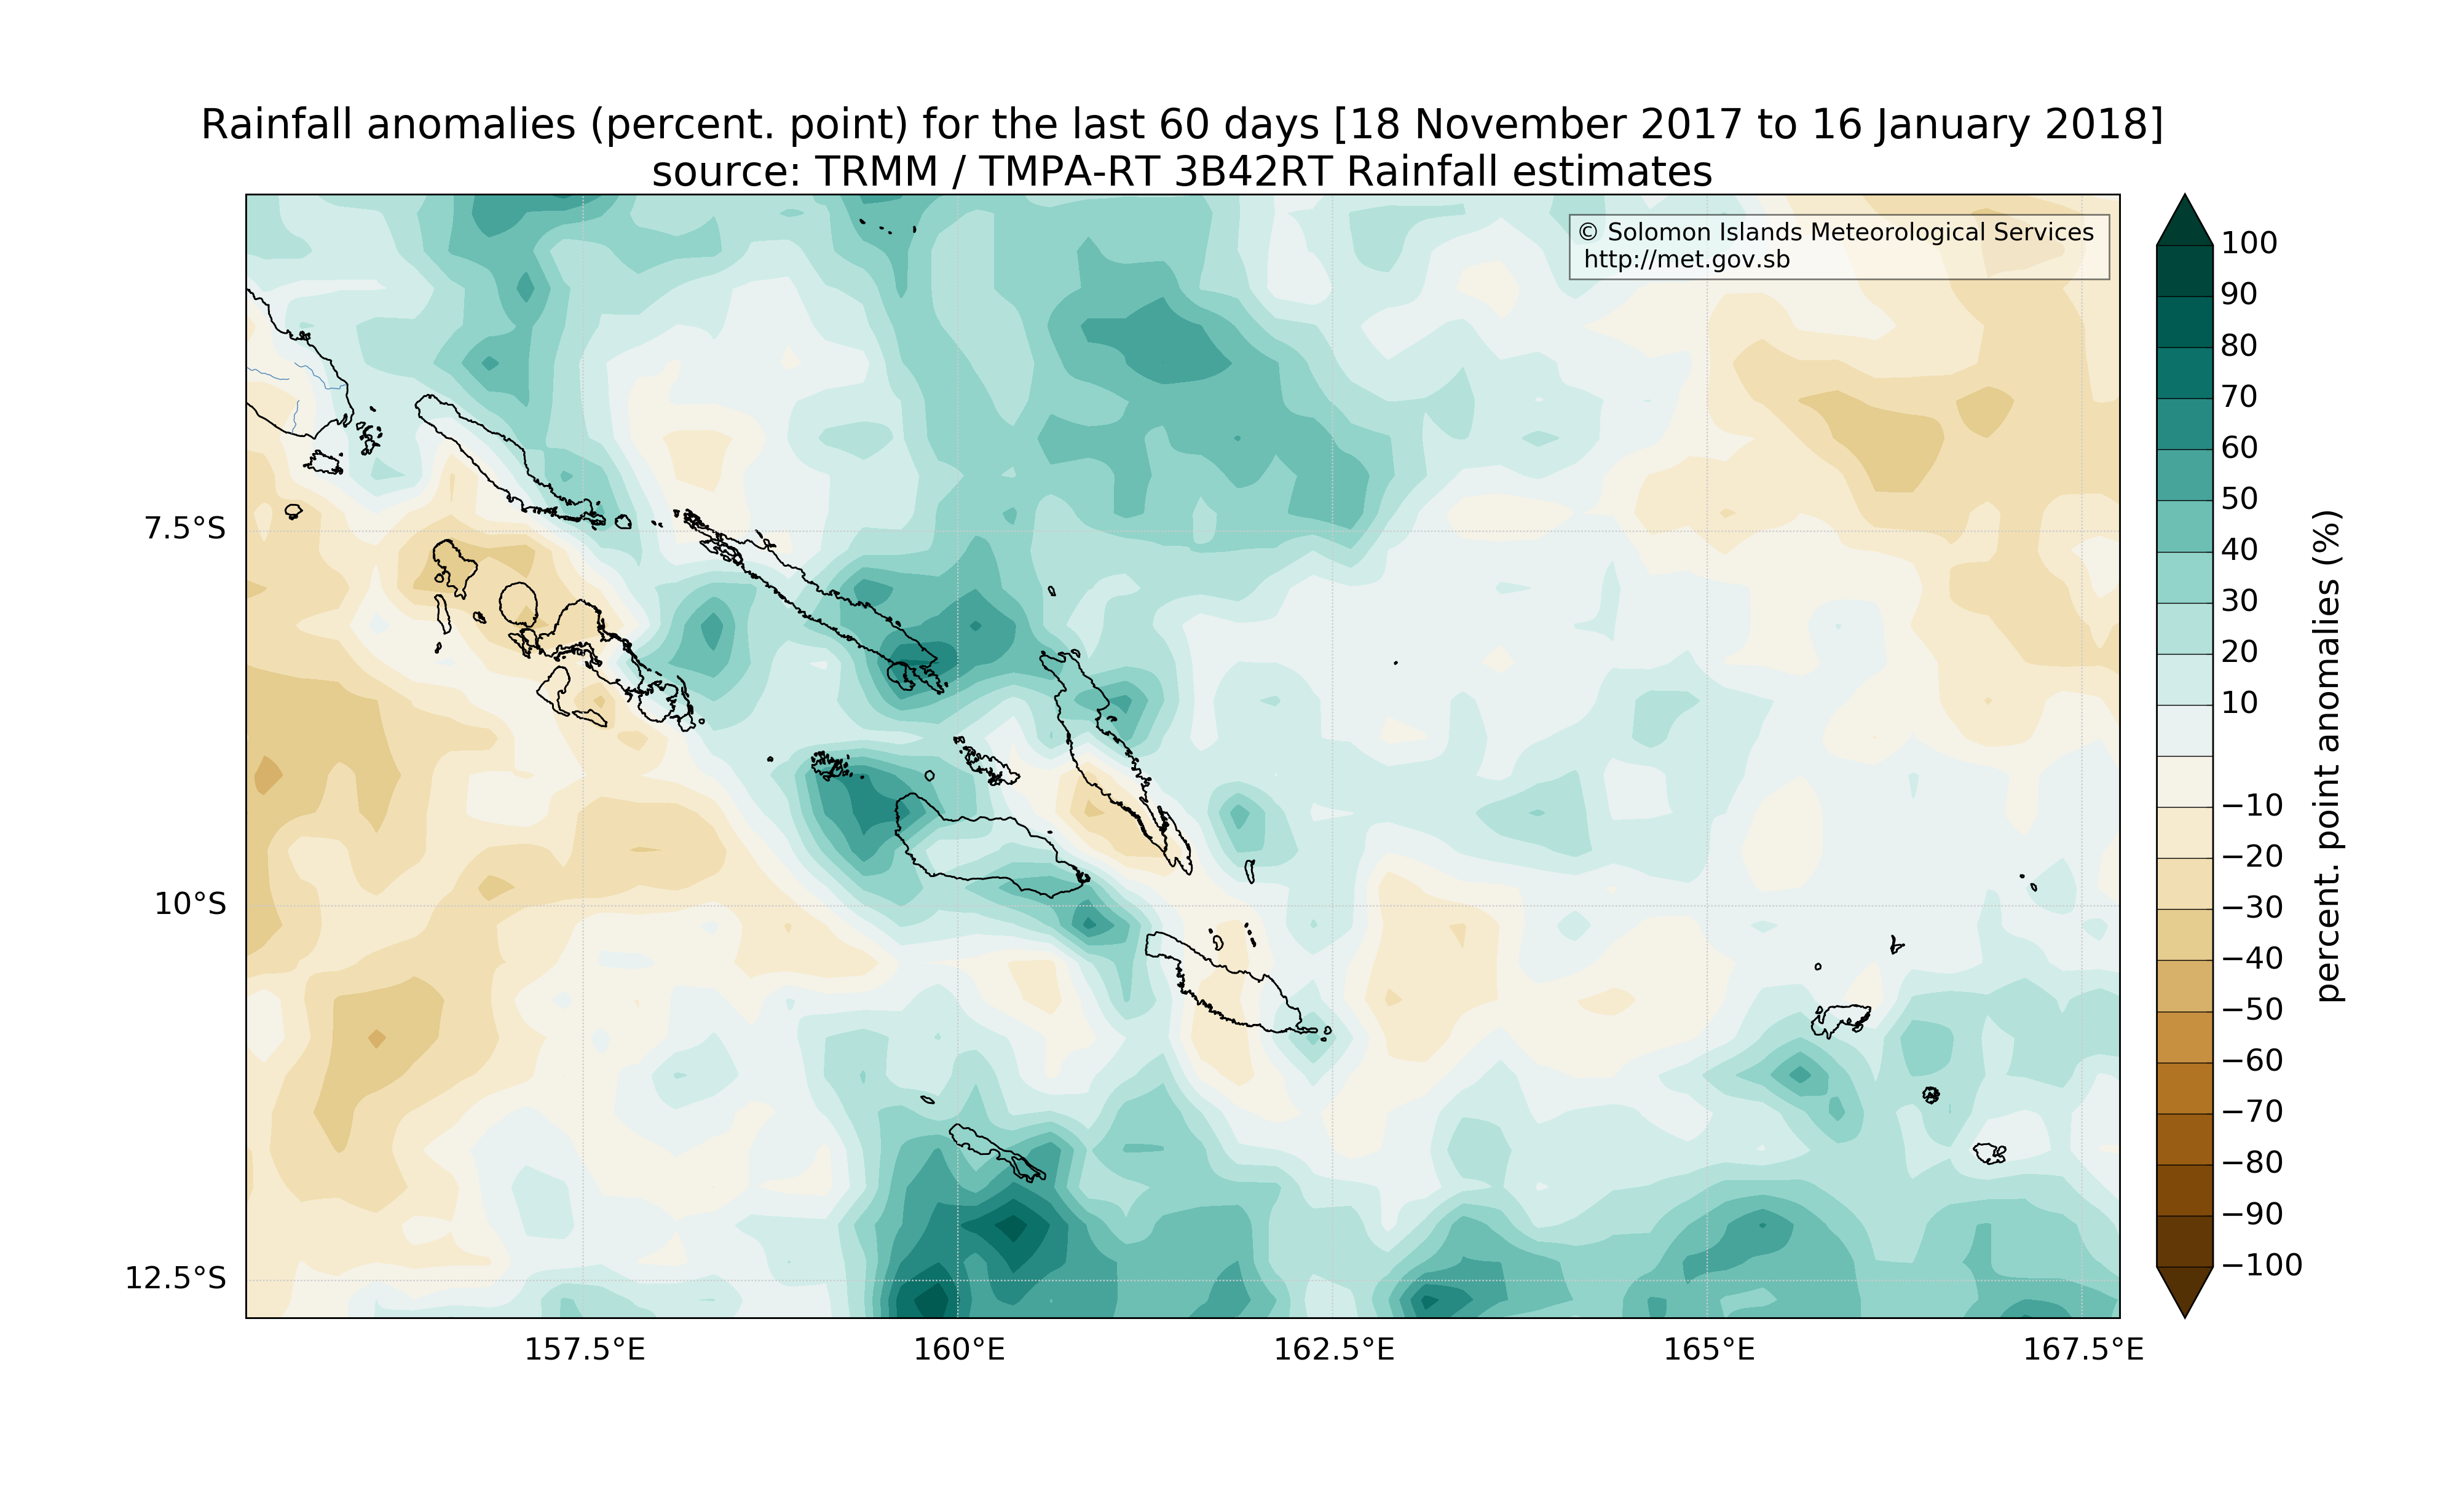 Rainfall anomalies (percent. point) for the last 60 days [18 November 2017 to 16 January 2018]
source: TRMM / TMPA-RT 3B42RT Rainfall estimates
© Solomon Islands Meteorological Services
http://met.gov.sb
7.5°S
10°S
12.5°S
157.5°E
160°E
162.5°E
165°E
167.5°E
100
90
80
70
60
50
40
30
20
10
−10
−20
−30
−40
−50
−60
−70
−80
−90
−100
percent. point anomalies (%)